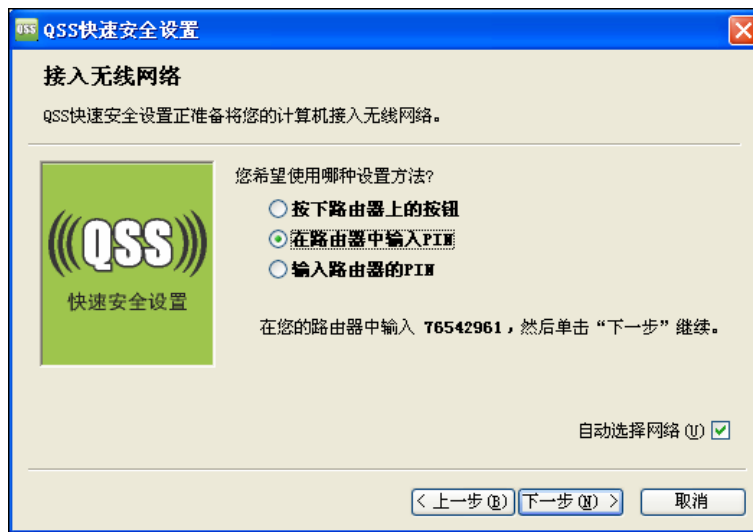 QSS QSS快速安全设置
接入无线网络
QSS快速安全设置正准备将您的计算机接入无线网络。
您希望使用哪种设置方法?
按下路由器上的按钮
在路由器中输入PIN
输入路由器的PIN
(((QSS)))
快速安全设置
在您的路由器中输入 76542961，然后单击“下一步”继续。
自动选择网络(U)
< 上一步(B) 下一步(N) > 取消